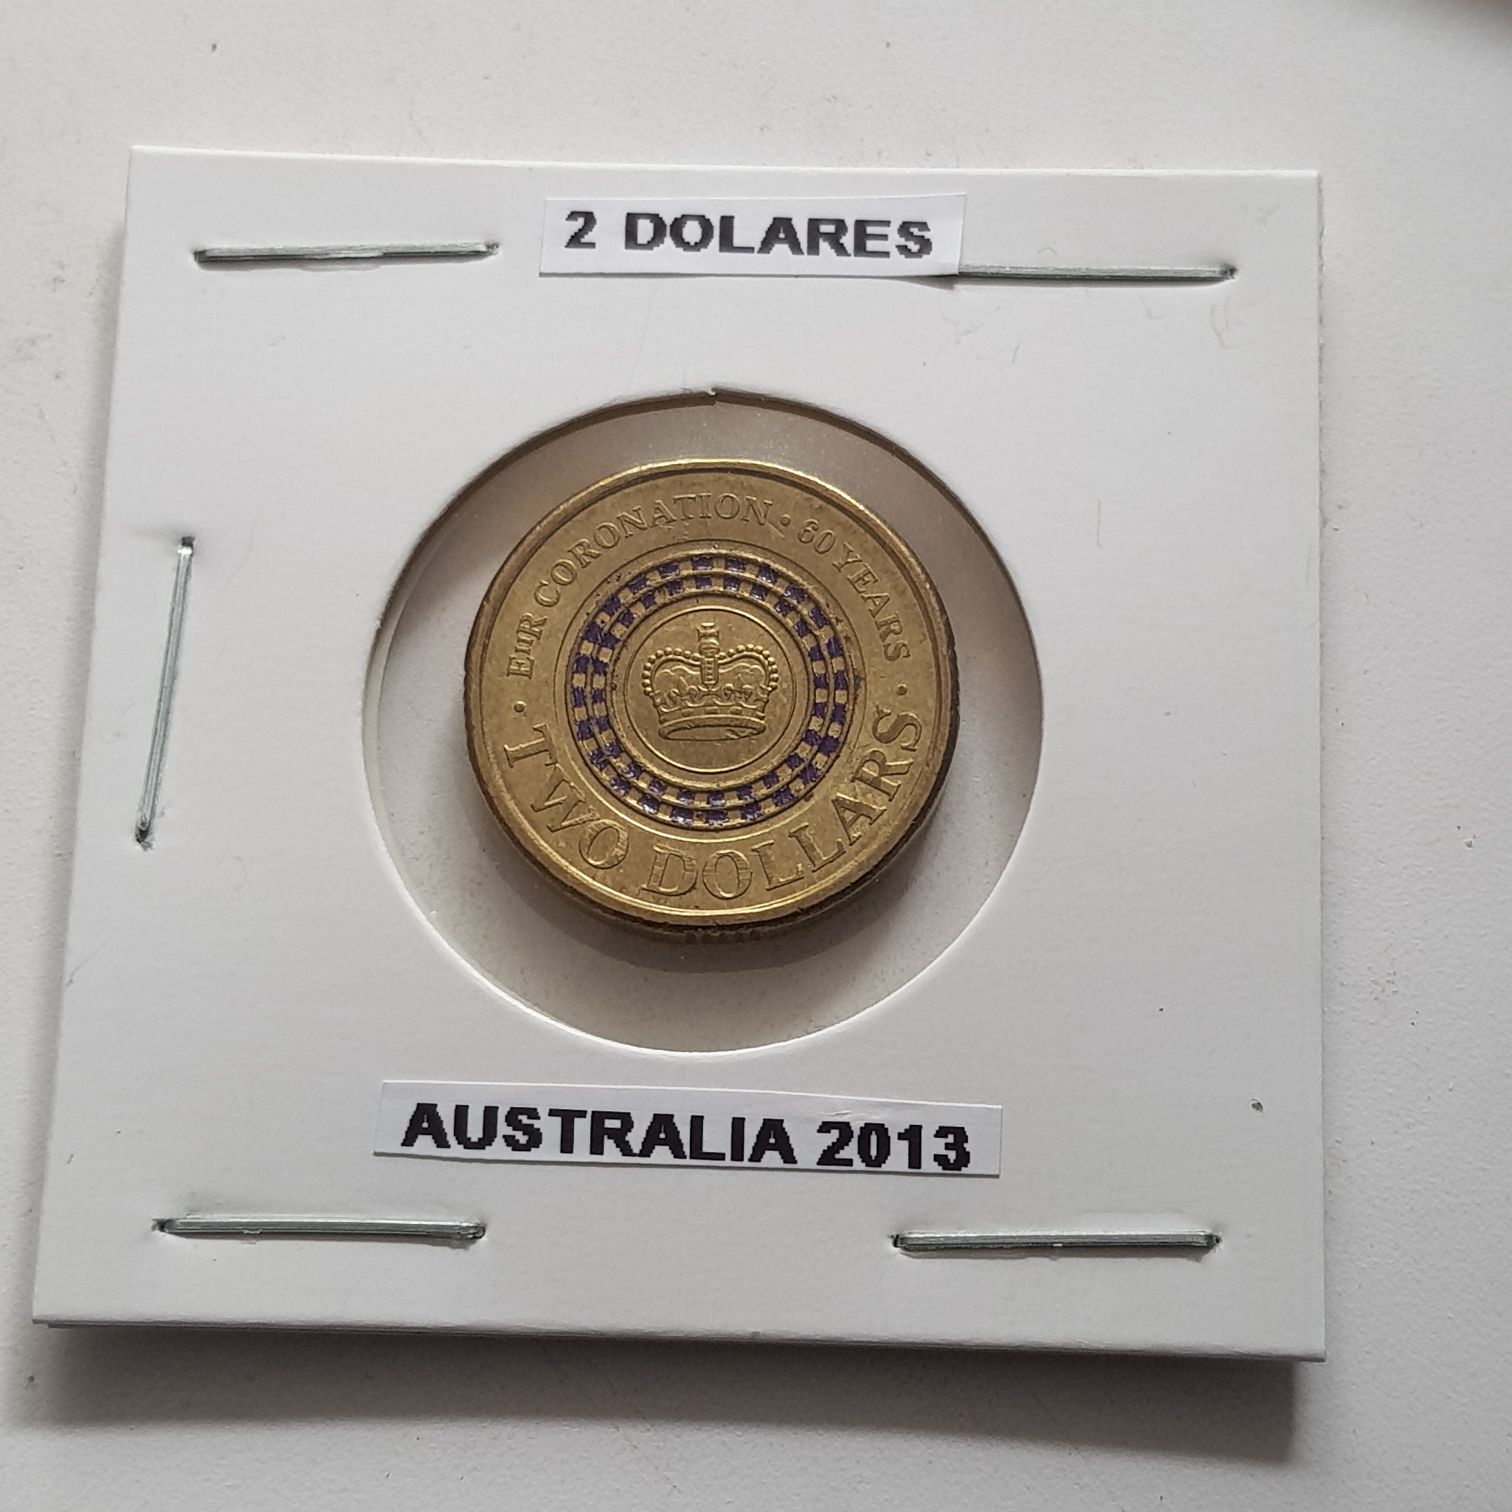 2 DOLARES
· EIIR CORONATION · 60 YEARS ·
TWO DOLLARS
AUSTRALIA 2013